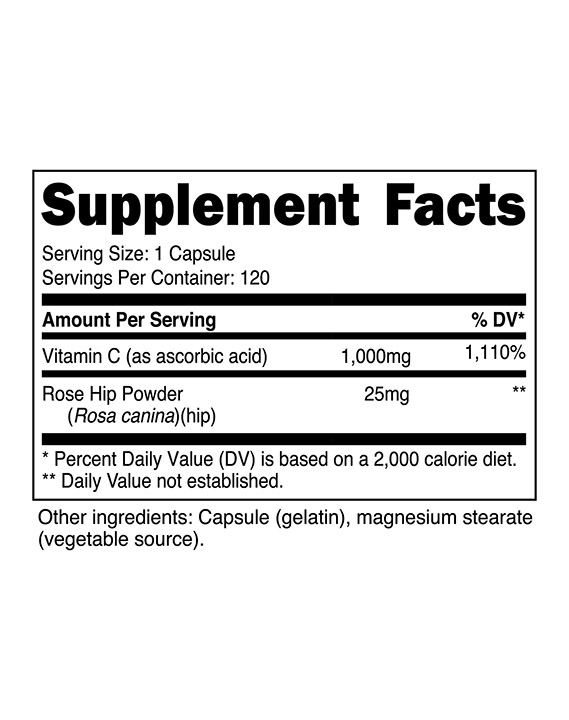 Supplement Facts
Serving Size: 1 Capsule
Servings Per Container: 120
Amount Per Serving % DV*
Vitamin C (as ascorbic acid) 1,000mg 1,110%
Rose Hip Powder 25mg **
(Rosa canina)(hip)
* Percent Daily Value (DV) is based on a 2,000 calorie diet.
** Daily Value not established.
Other ingredients: Capsule (gelatin), magnesium stearate
(vegetable source).